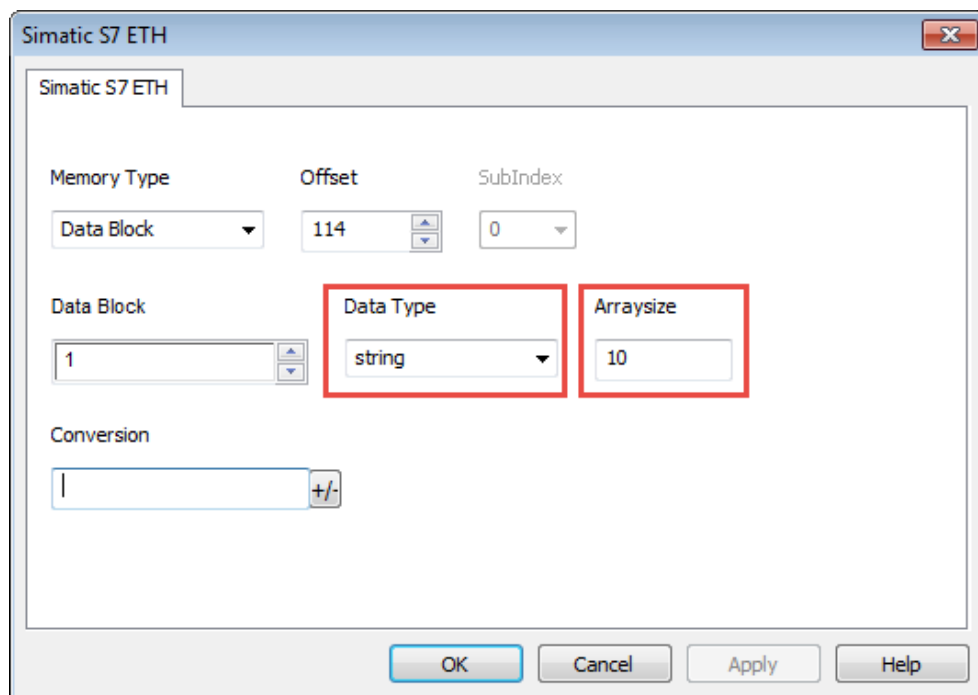 Simatic S7 ETH
Simatic S7 ETH
Memory Type Offset SubIndex
Data Block 114 0
Data Block Data Type Arraysize
1 string 10
Conversion
+/-
OK Cancel Apply Help